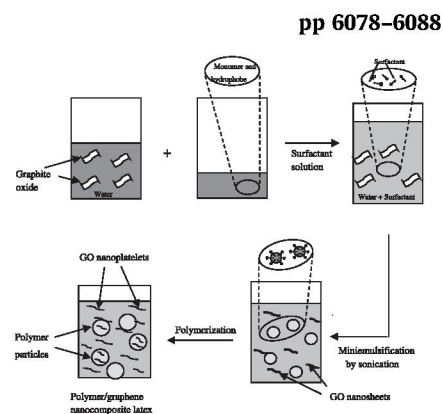 pp 6078–6088
Monomer and
hydrophobe
Surfactant
Graphite
oxide
Water
+
Surfactant
solution
Water + Surfactant
GO nanoplatelets
Polymer
particles
Polymerization
Miniemulsification
by sonication
GO nanosheets
Polymer/graphene
nanocomposite latex